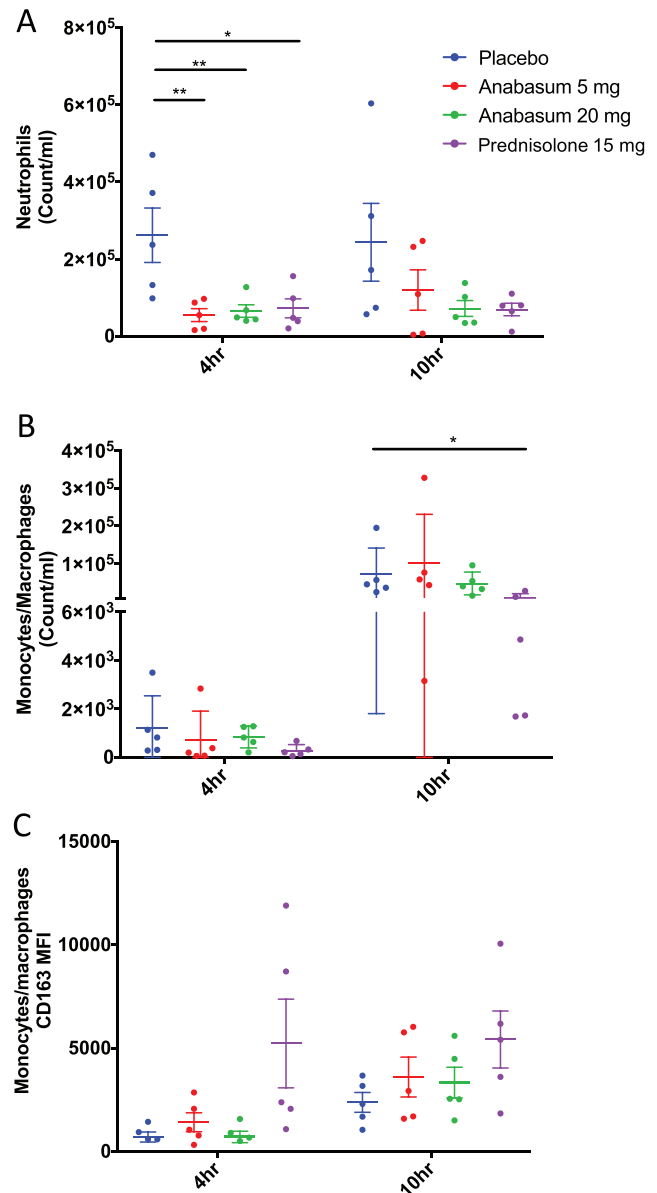 A
Neutrophils
(Count/ml)
8×10⁵
6×10⁵
4×10⁵
2×10⁵
0
*
**
**
Placebo
Anabasum 5 mg
Anabasum 20 mg
Prednisolone 15 mg
4hr
10hr
B
Monocytes/Macrophages
(Count/ml)
4×10⁵
3×10⁵
2×10⁵
1×10⁵
6×10³
4×10³
2×10³
0
*
4hr
10hr
C
Monocytes/macrophages
CD163 MFI
15000
10000
5000
0
4hr
10hr